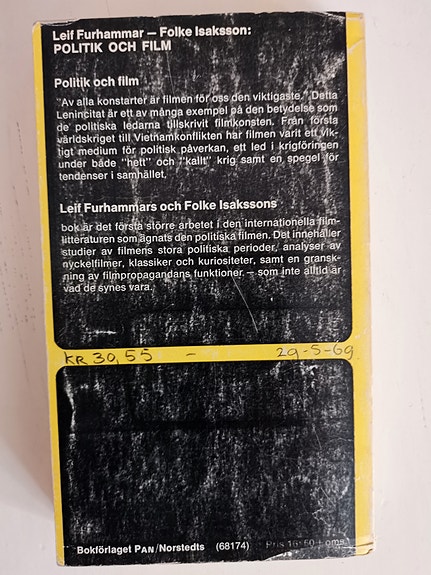 Leif Furhammar – Folke Isaksson:
POLITIK OCH FILM
Politik och film
"Av alla konstarter är filmen för oss den viktigaste." Detta
Lenincitat är ett av många exempel på den betydelse som
de politiska ledarna tillskrivit filmkonsten. Från första
världskriget till Vietnamkonflikten har filmen varit ett vik-
tigt medium för politisk påverkan, ett led i krigföringen
under både "hett" och "kallt" krig samt en spegel för
tendenser i samhället.
Leif Furhammars och Folke Isakssons
bok är det första större arbetet i den internationella film-
litteraturen som ägnats den politiska filmen. Det innehåller
studier av filmens stora politiska perioder, analyser av
nyckelfilmer, klassiker och kuriositeter, samt en gransk-
ning av filmpropagandans funktioner – som inte alltid är
vad de synes vara.
KR 30,55 – 29-5-69
Bokförlaget PAN/Norstedts (68174) Pris 16:50 + oms